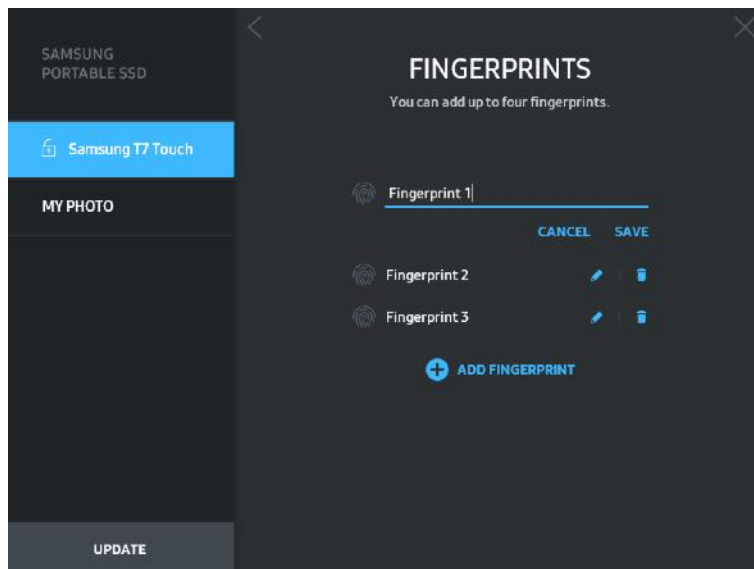 SAMSUNG
PORTABLE SSD
Samsung T7 Touch
MY PHOTO
UPDATE
FINGERPRINTS
You can add up to four fingerprints.
Fingerprint 1
CANCEL SAVE
Fingerprint 2
Fingerprint 3
ADD FINGERPRINT